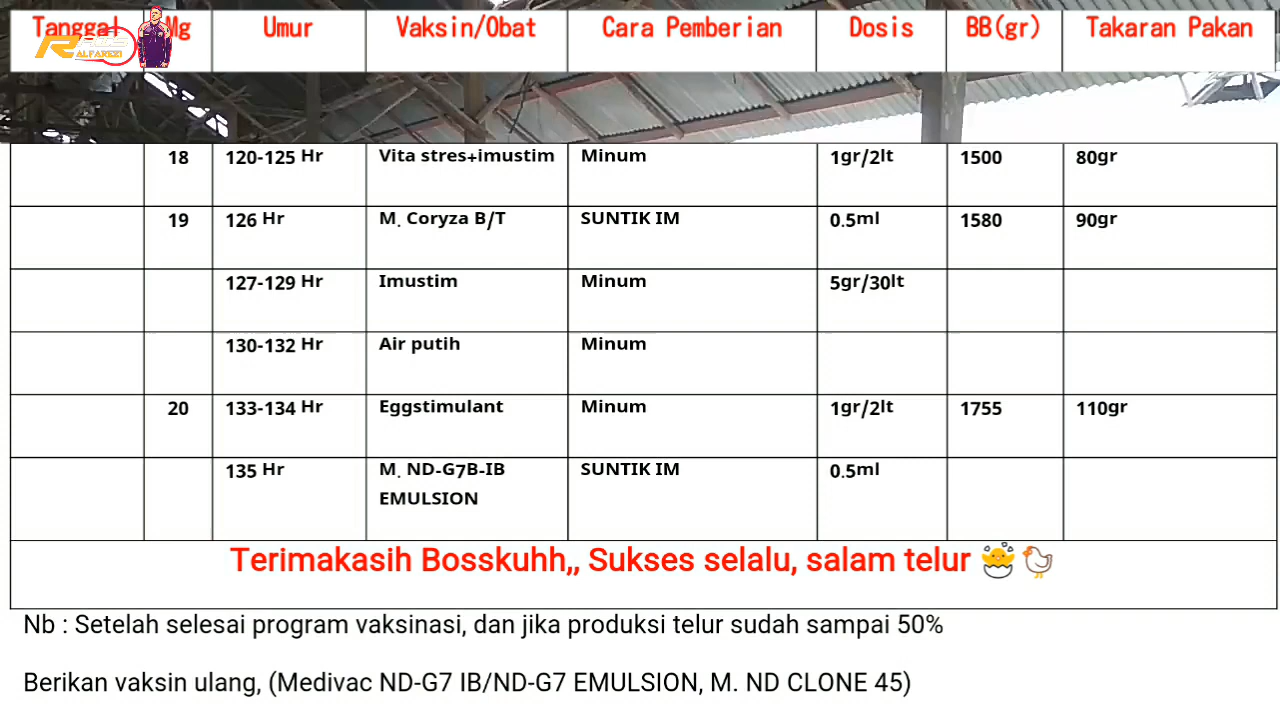 Tanggal Mg Umur Vaksin/Obat Cara Pemberian Dosis BB(gr) Takaran Pakan
ALFAREZI
18 120-125 Hr Vita stres+imustim Minum 1gr/2lt 1500 80gr
19 126 Hr M. Coryza B/T SUNTIK IM 0.5ml 1580 90gr
127-129 Hr Imustim Minum 5gr/30lt
130-132 Hr Air putih Minum
20 133-134 Hr Eggstimulant Minum 1gr/2lt 1755 110gr
135 Hr M. ND-G7B-IB SUNTIK IM 0.5ml
EMULSION
Terimakasih Bosskuhh,, Sukses selalu, salam telur 🐣🐔
Nb : Setelah selesai program vaksinasi, dan jika produksi telur sudah sampai 50%
Berikan vaksin ulang, (Medivac ND-G7 IB/ND-G7 EMULSION, M. ND CLONE 45)